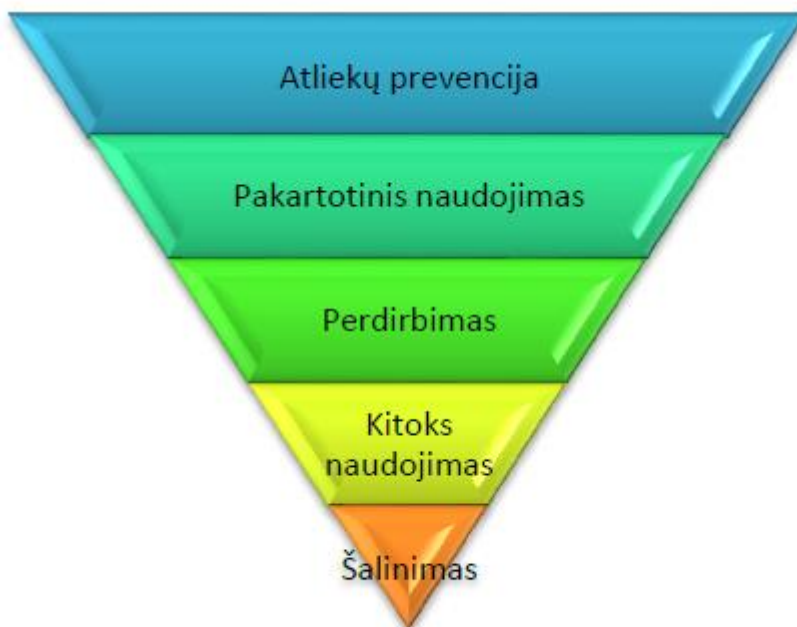 Atliekų prevencija
Pakartotinis naudojimas
Perdirbimas
Kitoks
naudojimas
Šalinimas